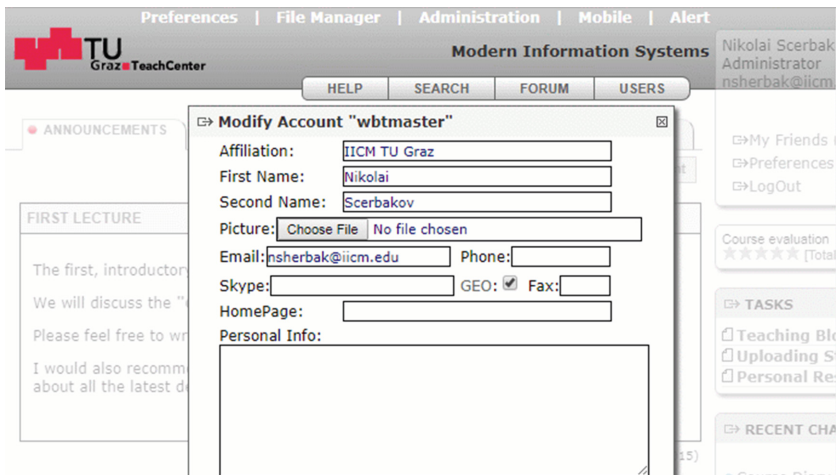 Preferences | File Manager | Administration | Mobile | Alert
TU
Graz TeachCenter
Modern Information Systems
Nikolai Scerbak
Administrator
nsherbak@iicm
HELP SEARCH FORUM USERS
ANNOUNCEMENTS
Modify Account "wbtmaster"
Affiliation: IICM TU Graz
First Name: Nikolai
Second Name: Scerbakov
Picture: Choose File No file chosen
Email: nsherbak@iicm.edu Phone:
Skype: GEO: Fax:
HomePage:
Personal Info:
My Friends
Preferences
LogOut
FIRST LECTURE
The first, introductory
We will discuss the "
Please feel free to wr
I would also recomm
about all the latest d
Course evaluation
[Total
TASKS
Teaching Blo
Uploading S
Personal Re
RECENT CHA
15)